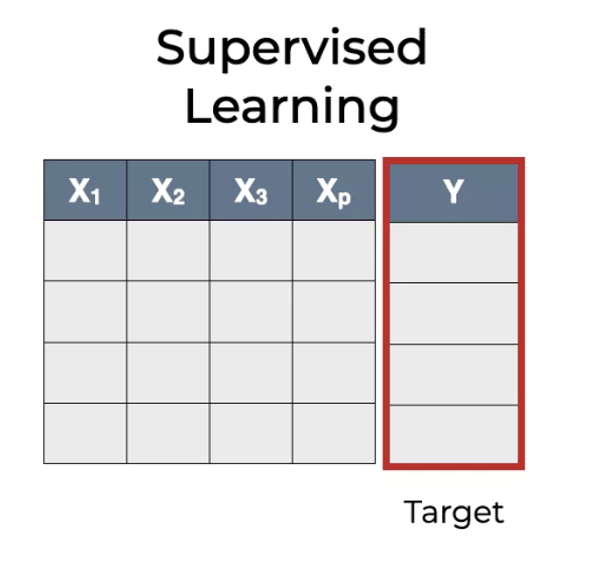 Supervised
Learning
X₁ X₂ X₃ Xₚ Y
Target